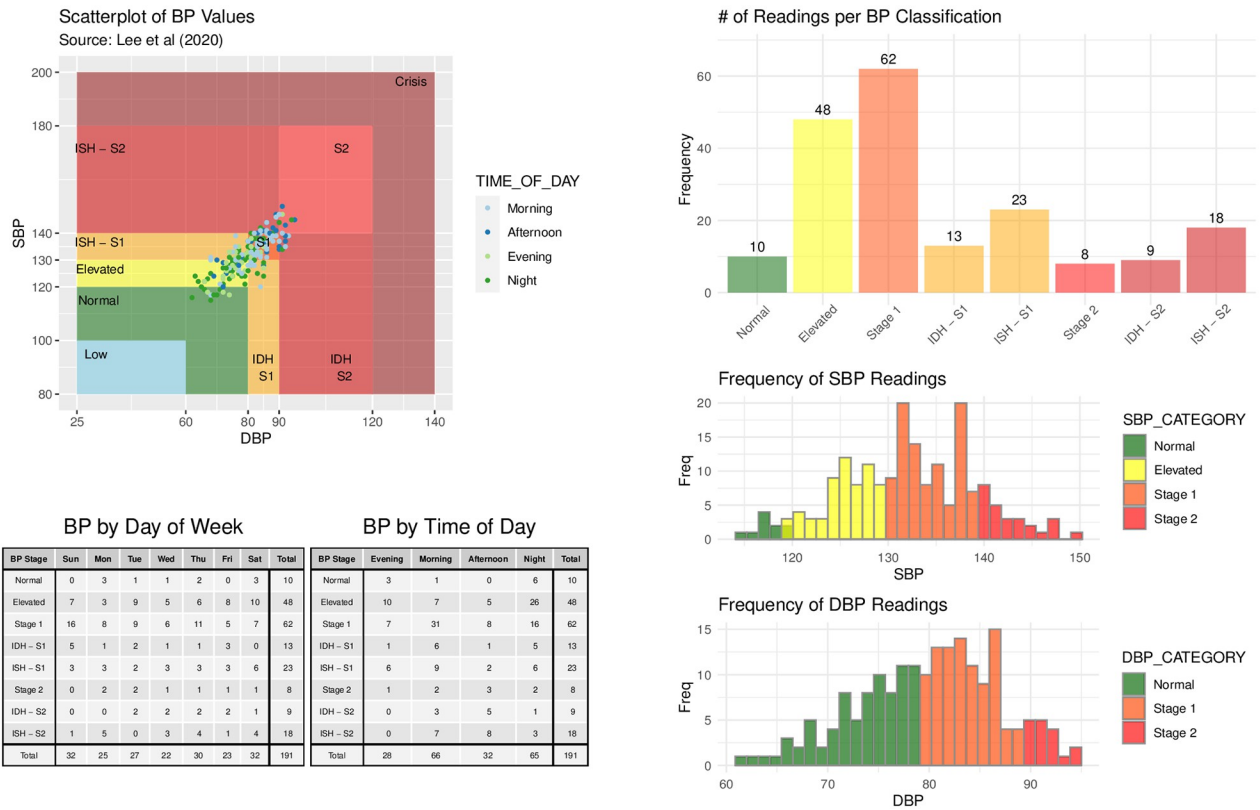 Scatterplot of BP Values
Source: Lee et al (2020)
SBP
200
180
140
130
120
100
80
Crisis
ISH – S2
S2
ISH – S1
S1
Elevated
Normal
Low
IDH
S1
IDH
S2
25 60 80 90 120 140
DBP
TIME_OF_DAY
Morning
Afternoon
Evening
Night
# of Readings per BP Classification
Frequency
60
40
20
0
10 48 62 13 23 8 9 18
Normal Elevated Stage 1 IDH – S1 ISH – S1 Stage 2 IDH – S2 ISH – S2
Frequency of SBP Readings
Freq
20
15
10
5
0
120 130 140 150
SBP
SBP_CATEGORY
Normal
Elevated
Stage 1
Stage 2
BP by Day of Week
BP Stage Sun Mon Tue Wed Thu Fri Sat Total
Normal 0 3 1 1 2 0 3 10
Elevated 7 3 9 5 6 8 10 48
Stage 1 16 8 9 6 11 5 7 62
IDH – S1 5 1 2 1 1 3 0 13
ISH – S1 3 3 2 3 3 3 6 23
Stage 2 0 2 2 1 1 1 1 8
IDH – S2 0 0 2 2 2 2 1 9
ISH – S2 1 5 0 3 4 1 4 18
Total 32 25 27 22 30 23 32 191
BP by Time of Day
BP Stage Evening Morning Afternoon Night Total
Normal 3 1 0 6 10
Elevated 10 7 5 26 48
Stage 1 7 31 8 16 62
IDH – S1 1 6 1 5 13
ISH – S1 6 9 2 6 23
Stage 2 1 2 3 2 8
IDH – S2 0 3 5 1 9
ISH – S2 0 7 8 3 18
Total 28 66 32 65 191
Frequency of DBP Readings
Freq
15
10
5
0
60 70 80 90
DBP
DBP_CATEGORY
Normal
Stage 1
Stage 2